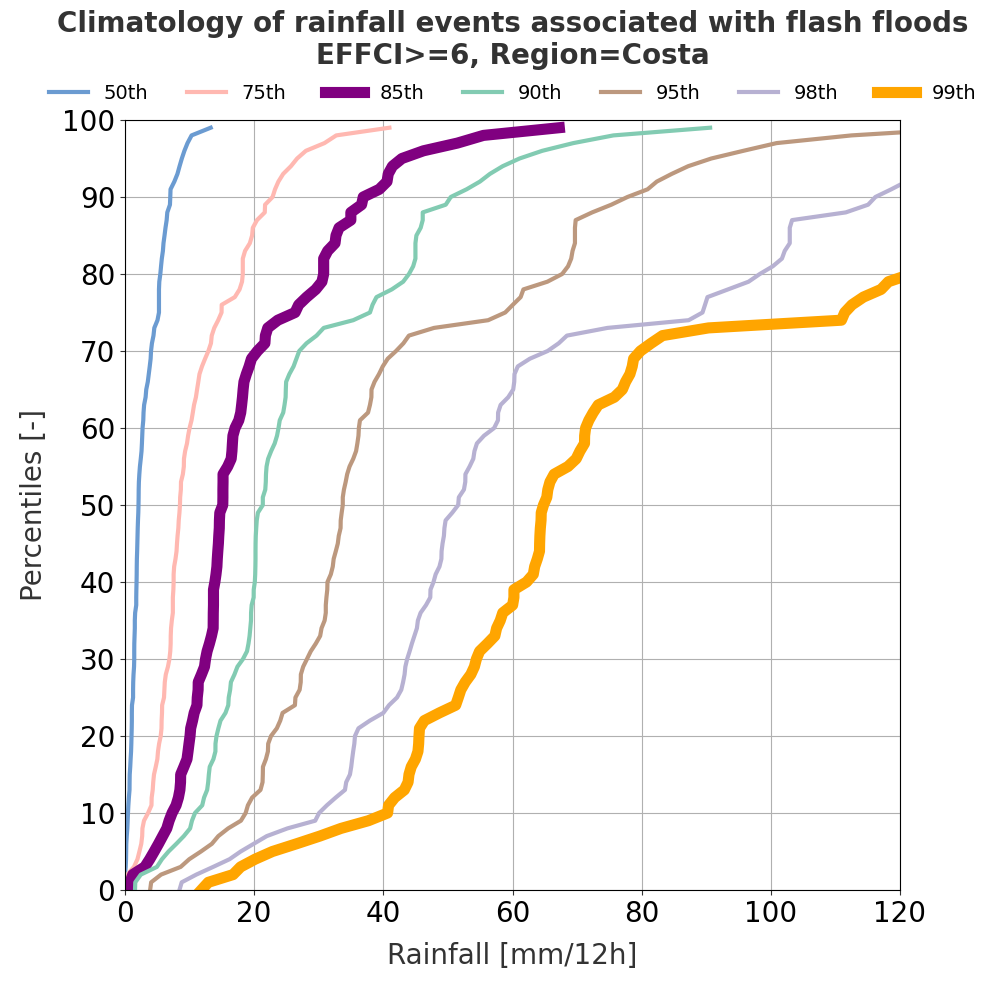 Climatology of rainfall events associated with flash floods
EFFCI>=6, Region=Costa
50th 75th 85th 90th 95th 98th 99th
100
90
80
70
60
50
40
30
20
10
0
Percentiles [-]
0 20 40 60 80 100 120
Rainfall [mm/12h]